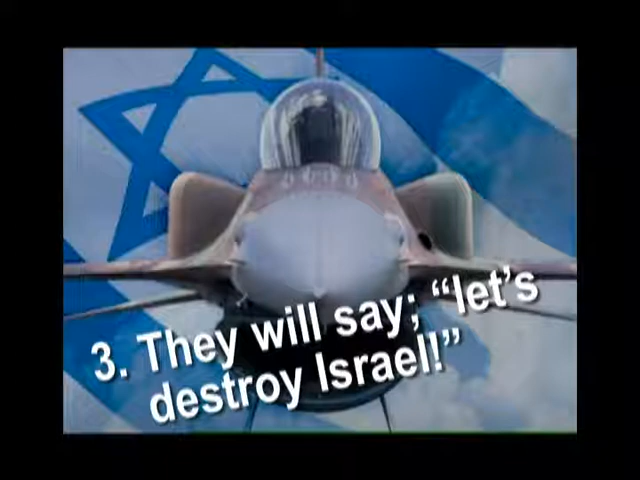 3. They will say; “let’s
destroy Israel!”